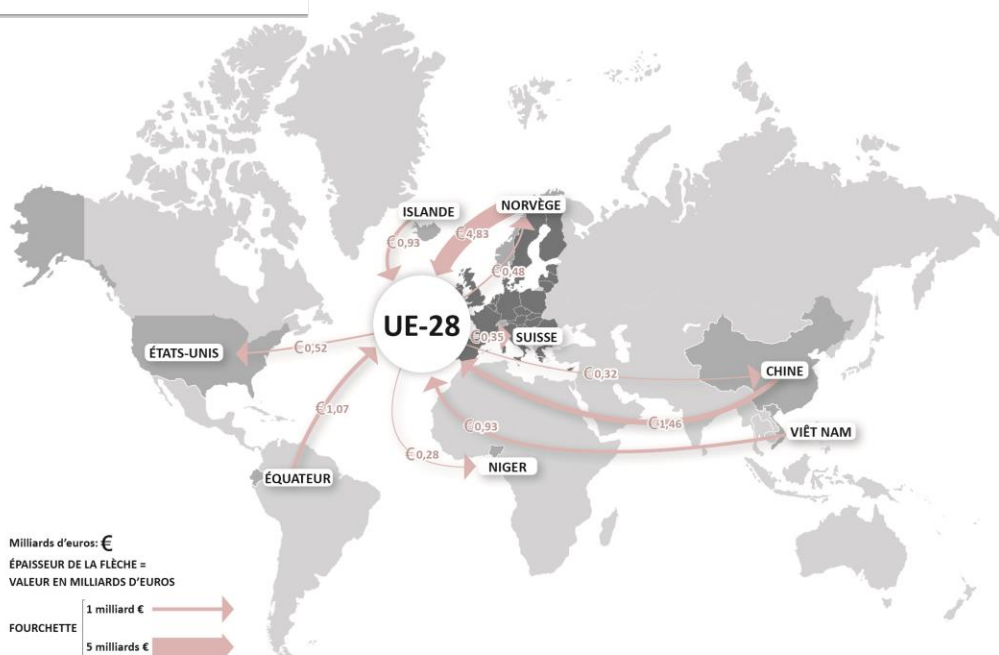 ISLANDE
NORVÈGE
€0,93
€4,83
€0,48
UE-28
€0,35
SUISSE
ÉTATS-UNIS
€0,52
€0,32
CHINE
€1,07
€0,93
€1,46
VIÊT NAM
€0,28
NIGER
ÉQUATEUR
Milliards d'euros: €
ÉPAISSEUR DE LA FLÈCHE =
VALEUR EN MILLIARDS D'EUROS
FOURCHETTE
1 milliard €
5 milliards €